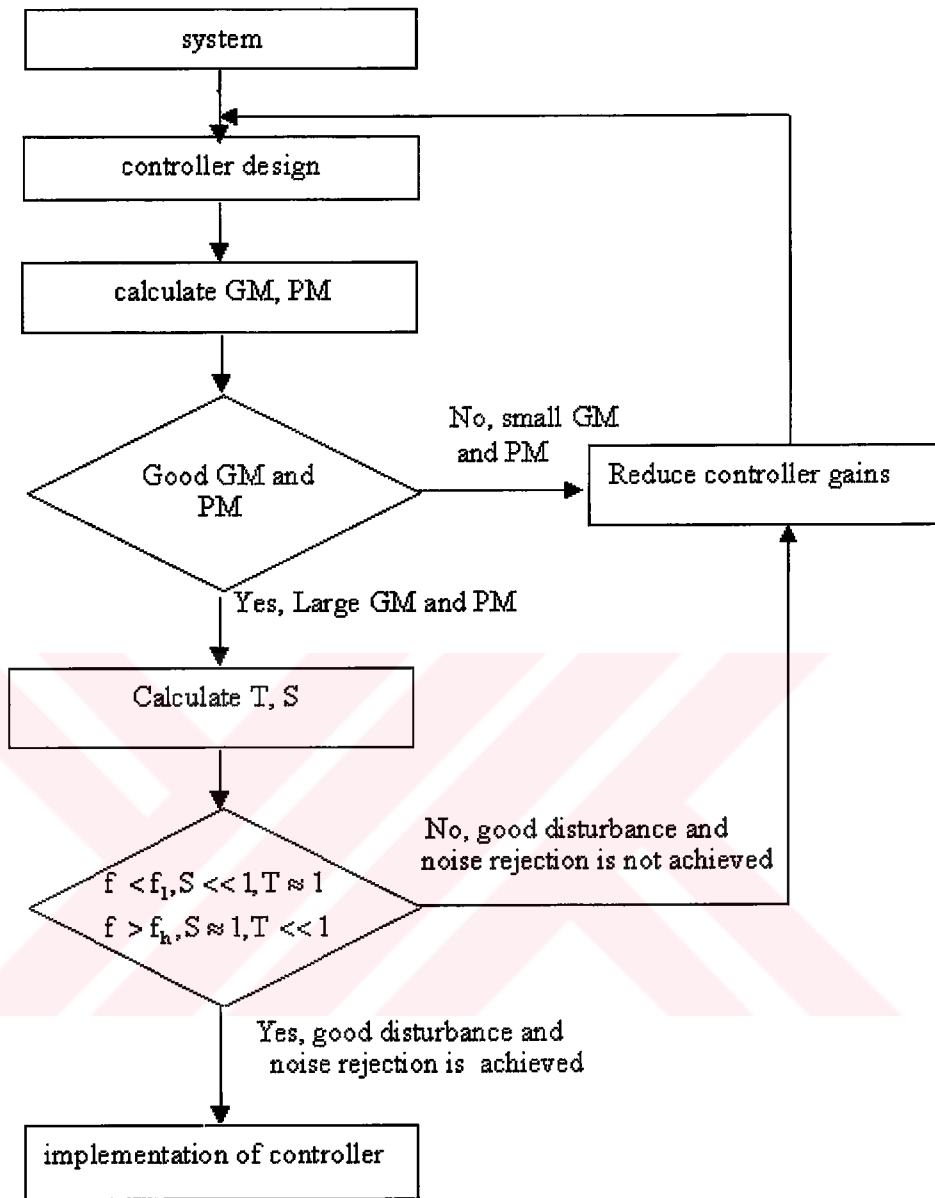 system
controller design
calculate GM, PM
Good GM and
PM
No, small GM
and PM
Reduce controller gains
Yes, Large GM and PM
Calculate T, S
No, good disturbance and
noise rejection is not achieved
f < f₁, S << 1, T ≈ 1
f > fₕ, S ≈ 1, T << 1
Yes, good disturbance and
noise rejection is achieved
implementation of controller